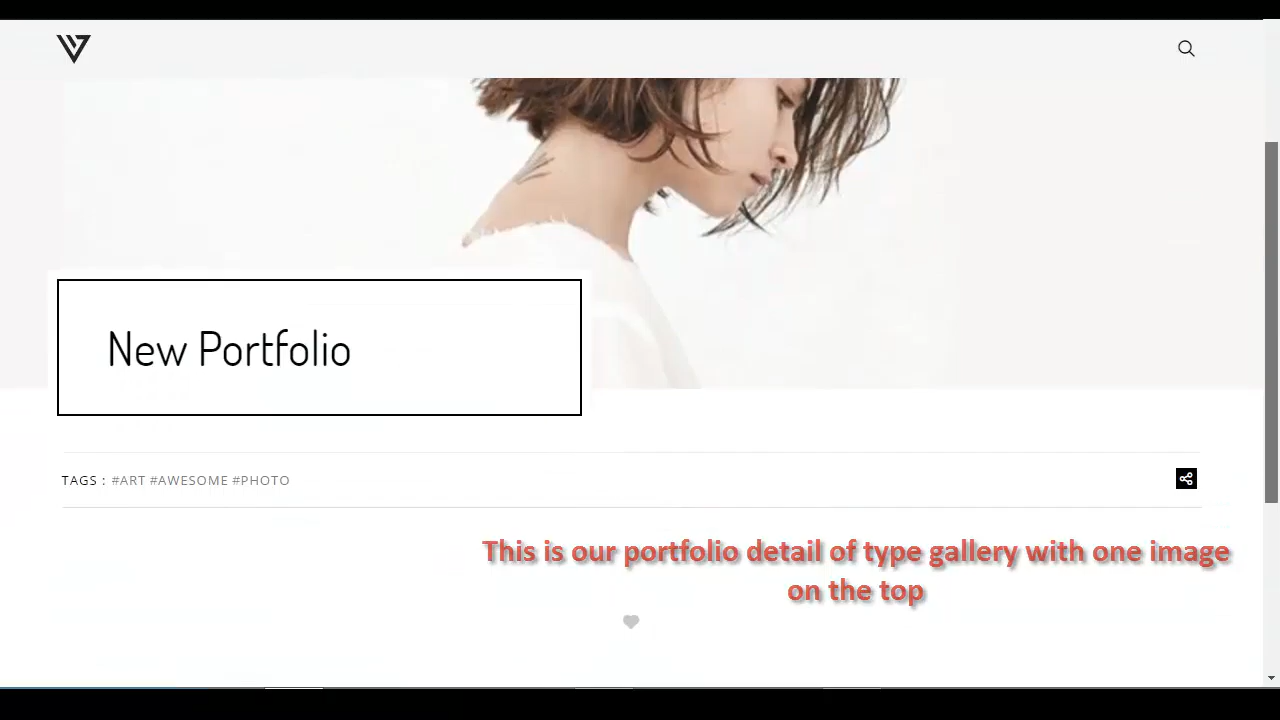 New Portfolio
TAGS : #ART #AWESOME #PHOTO
This is our portfolio detail of type gallery with one image
on the top